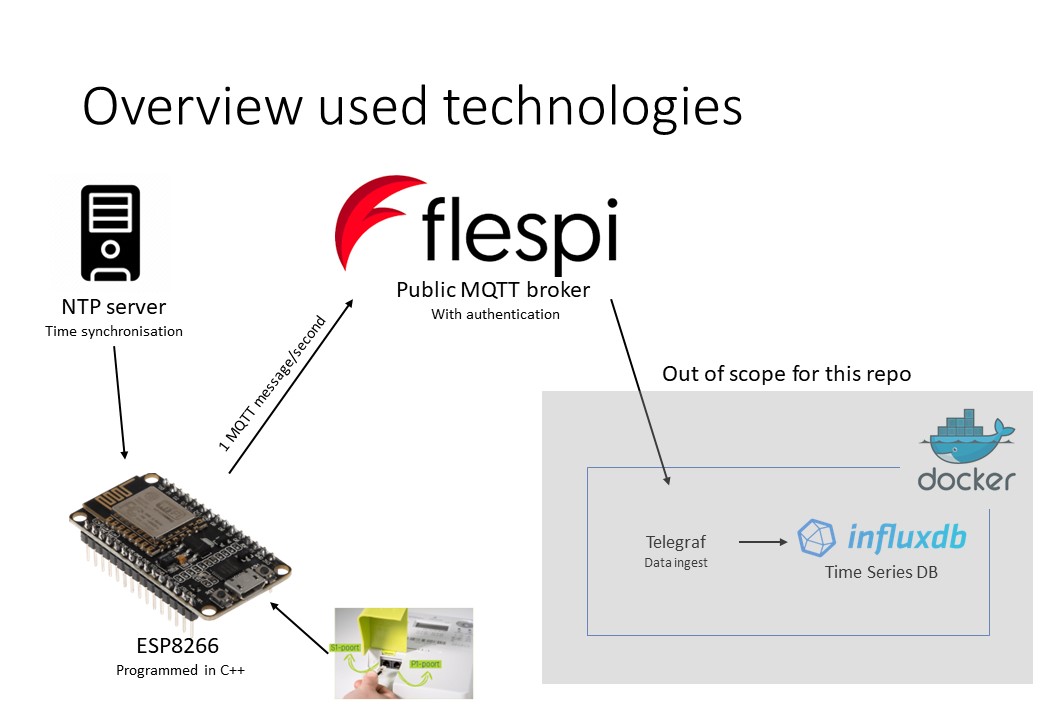 Overview used technologies
flespi
NTP server
Time synchronisation
Public MQTT broker
With authentication
1 MQTT message/second
Out of scope for this repo
docker
Telegraf
Data ingest
influxdb
Time Series DB
S1-poort
P1-poort
ESP8266
Programmed in C++